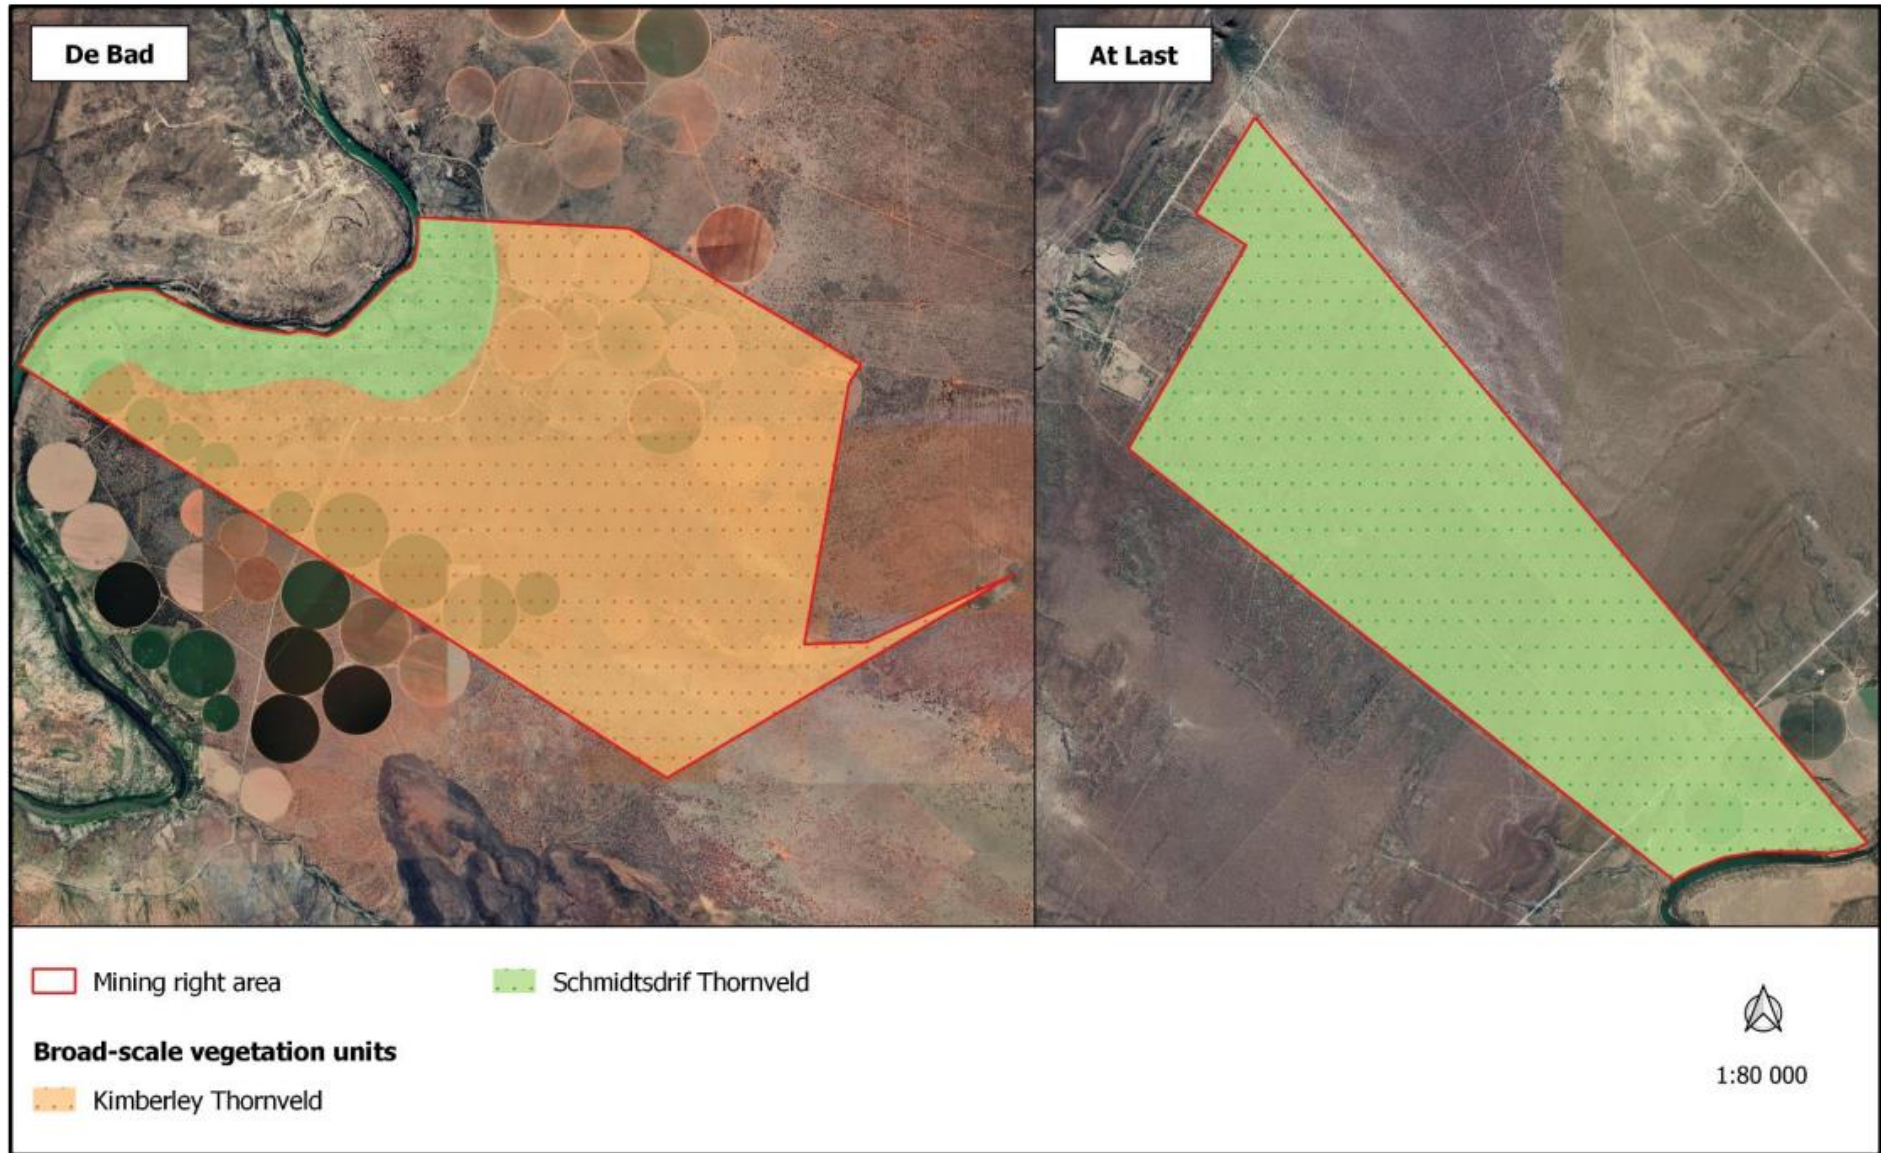 De Bad
At Last
Mining right area
Schmidtsdrif Thornveld
Broad-scale vegetation units
Kimberley Thornveld
1:80 000